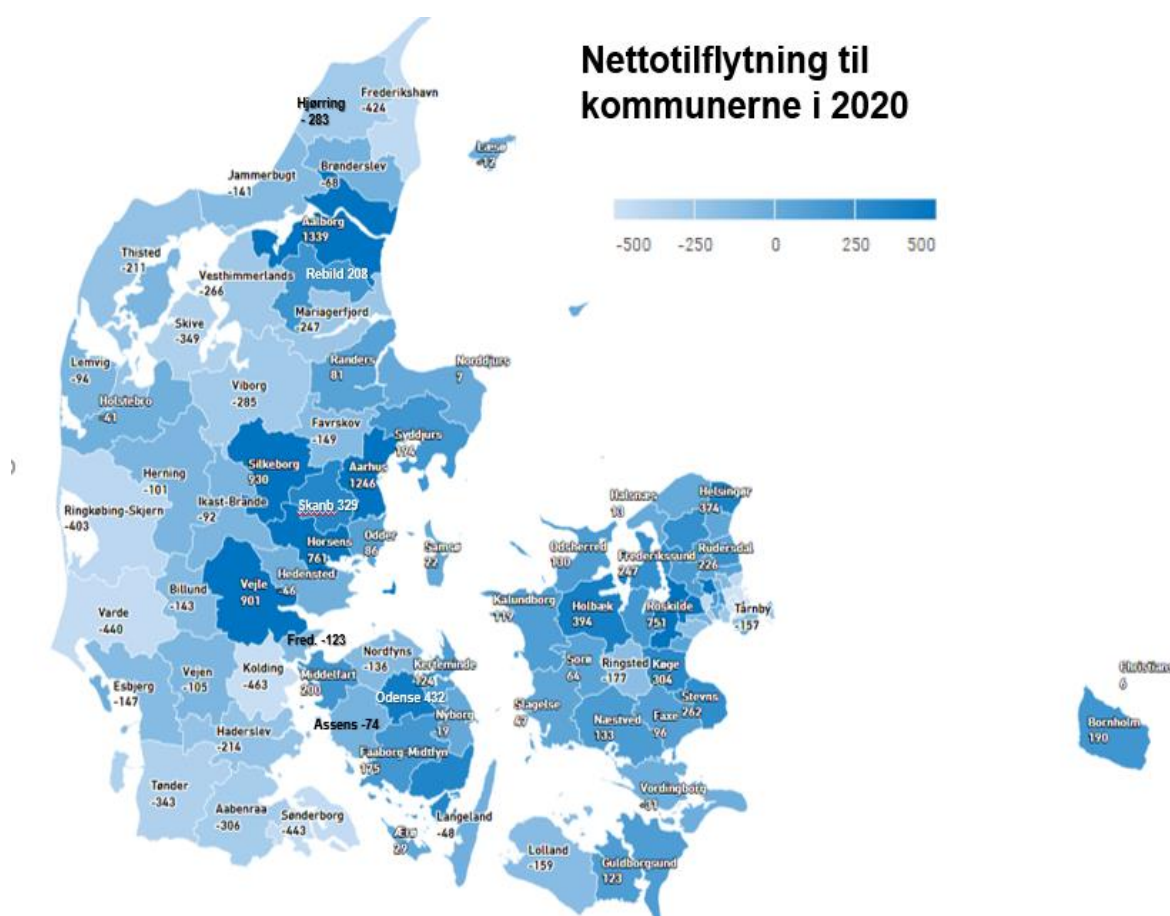 Nettotilflytning til
kommunerne i 2020
-500 -250 0 250 500
Hjørring
- 283
Frederikshavn
-424
Læsø
-12
Brønderslev
-68
Jammerbugt
-141
Aalborg
1339
Thisted
-211
Vesthimmerlands
-266
Rebild 208
Mariagerfjord
-247
Skive
-349
Lemvig
-94
Holstebro
-41
Viborg
-285
Randers
81
Norddjurs
7
Favrskov
-149
Syddjurs
194
Silkeborg
930
Aarhus
1246
Herning
-101
Ikast-Brande
-92
Skanb 329
Ringkøbing-Skjern
-403
Horsens
761
Odder
86
Samsø
22
Hedensted
-46
Vejle
901
Billund
-143
Varde
-440
Fred. -123
Kolding
-463
Vejen
-105
Esbjerg
-147
Haderslev
-214
Tønder
-343
Aabenraa
-306
Sønderborg
-443
Nordfyns
-136
Kerteminde
Middelfart
200
Odense 432
Assens -74
Nyborg
19
Faaborg-Midtfyn
175
Langeland
-48
Ærø
29
Halsnæs
13
Helsingør
374
Odsherred
130
Frederikssund
247
Rudersdal
226
Kalundborg
119
Holbæk
394
Roskilde
751
Tårnby
-157
Sorø
64
Ringsted
-177
Køge
304
Stevns
262
Slagelse
47
Næstved
133
Faxe
96
Vordingborg
-31
Lolland
-159
Guldborgsund
123
Christians
6
Bornholm
190